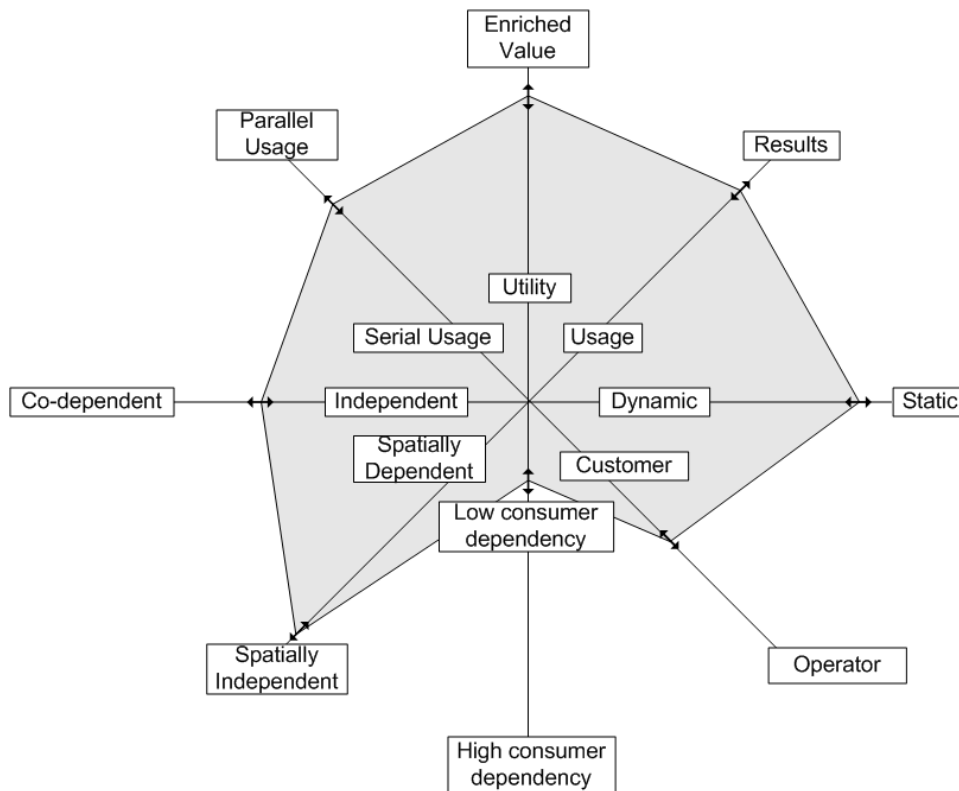 Enriched
Value
Parallel
Usage
Results
Utility
Serial Usage
Usage
Co-dependent
Independent
Dynamic
Static
Spatially
Dependent
Customer
Low consumer
dependency
Spatially
Independent
Operator
High consumer
dependency